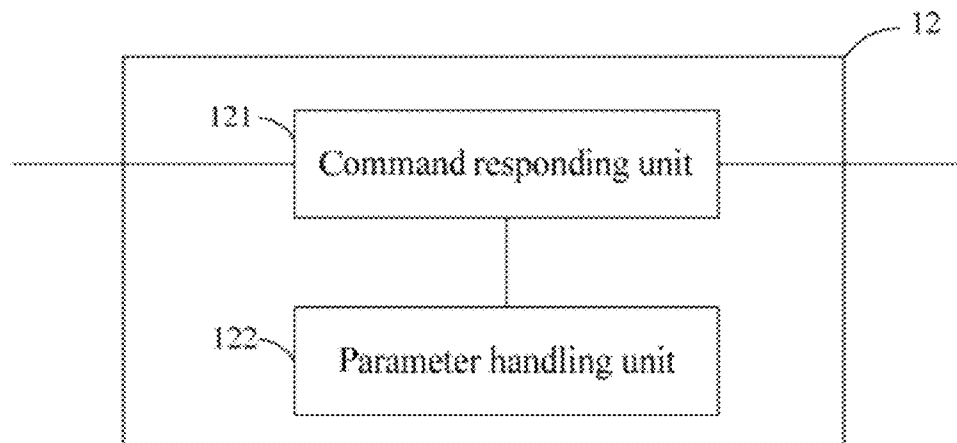 12
121
Command responding unit
122
Parameter handling unit